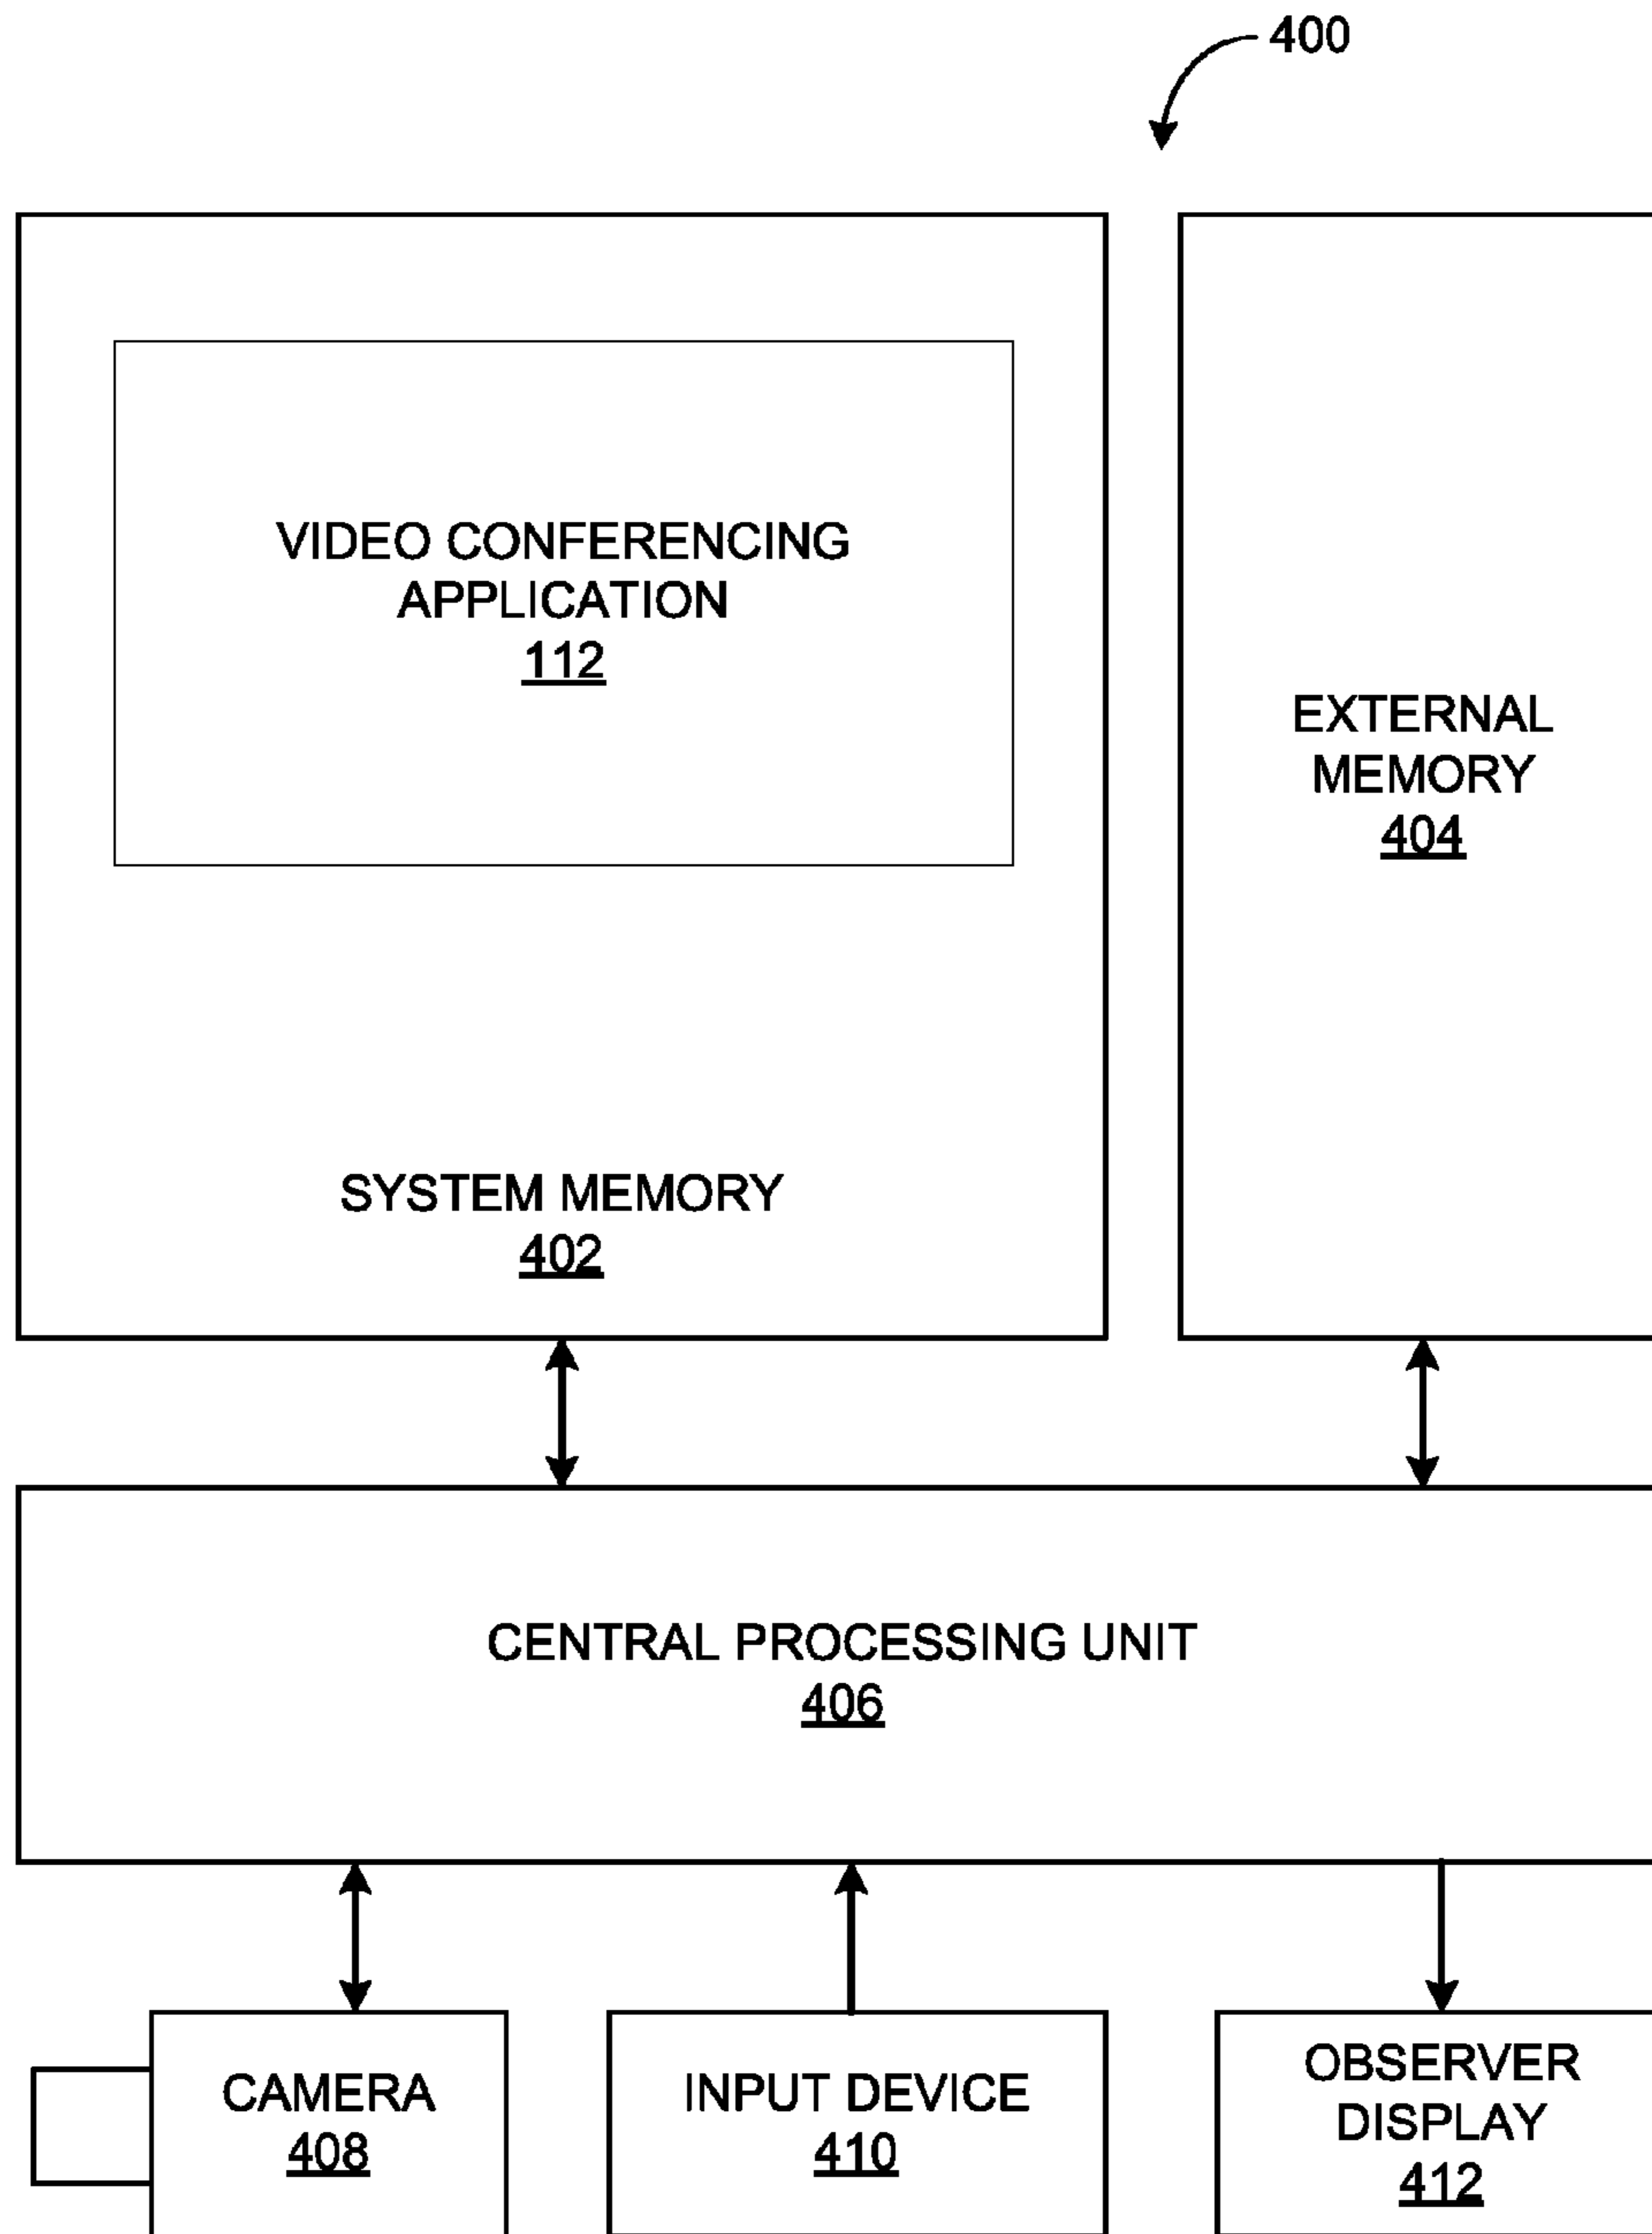 400
VIDEO CONFERENCING
APPLICATION
112
EXTERNAL
MEMORY
404
SYSTEM MEMORY
402
CENTRAL PROCESSING UNIT
406
CAMERA
408
INPUT DEVICE
410
OBSERVER
DISPLAY
412